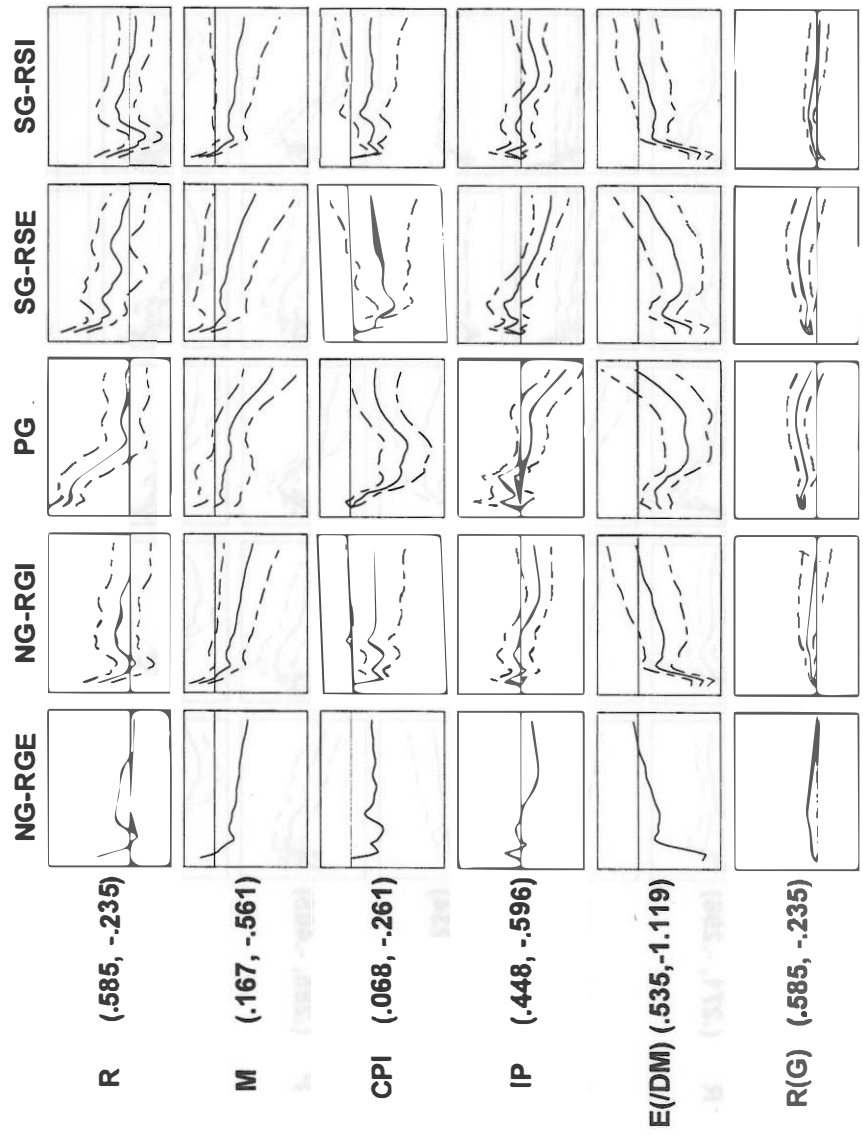 NG-RGE NG-RGI PG SG-RSE SG-RSI
R (.585, -.235)
M (.167, -.561)
CPI (.068, -.261)
IP (.448, -.596)
E(/DM) (.535,-1.119)
R(G) (.585, -.235)